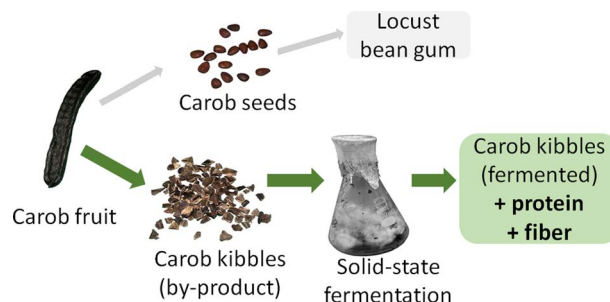 Locust
bean gum
Carob seeds
Carob fruit
Carob kibbles
(by-product)
Solid-state
fermentation
Carob kibbles
(fermented)
+ protein
+ fiber